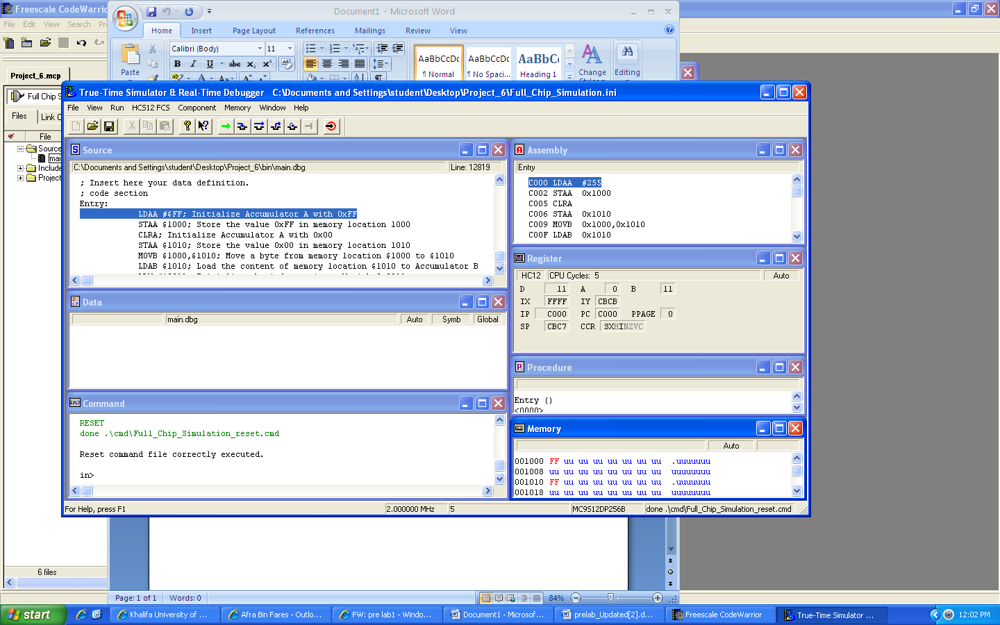 Freescale CodeWarrio
Document1 - Microsoft Word
File Edit View Search Pr
Home Insert Page Layout References Mailings Review View
Calibri (Body) 11
Paste
AaBbCcDc AaBbCcDc AaBbC
¶ Normal ¶ No Spaci... Heading 1
Change
Editing
Project_6.mcp
Full Chip S
Files Link O
File
Source
mai
Include
Project
6 files
True-Time Simulator & Real-Time Debugger C:\Documents and Settings\student\Desktop\Project_6\Full_Chip_Simulation.ini
File View Run HCS12 FCS Component Memory Window Help
Source
C:\Documents and Settings\student\Desktop\Project_6\bin\main.dbg Line: 12819
; Insert here your data definition.
; code section
Entry:
LDAA #$FF; Initialize Accumulator A with 0xFF
STAA $1000; Store the value 0xFF in memory location 1000
CLRA; Initialize Accumulator A with 0x00
STAA $1010; Store the value 0x00 in memory location 1010
MOVB $1000,$1010; Move a byte from memory location $1000 to $1010
LDAB $1010; Load the content of memory location $1010 to Accumulator B
Assembly
Entry
C000 LDAA #255
C002 STAA 0x1000
C005 CLRA
C006 STAA 0x1010
C009 MOVB 0x1000,0x1010
C00F LDAB 0x1010
Register
HC12 CPU Cycles: 5 Auto
D 11 A 0 B 11
IX FFFF IY CBCB
IP C000 PC C000 PPAGE 0
SP CBC7 CCR SXHINZVC
Data
main.dbg Auto Symb Global
Procedure
Entry ()
<0000>
Command
RESET
done .\cmd\Full_Chip_Simulation_reset.cmd
Reset command file correctly executed.
in>
Memory
Auto
001000 FF uu uu uu uu uu uu uu .uuuuuuu
001008 uu uu uu uu uu uu uu uu uuuuuuuu
001010 FF uu uu uu uu uu uu uu .uuuuuuu
001018 uu uu uu uu uu uu uu uu uuuuuuuu
For Help, press F1 2.000000 MHz 5 MC9S12DP256B done .\cmd\Full_Chip_Simulation_reset.cmd
Page: 1 of 1 Words: 0 84%
start Khalifa University of ... Afra Bin Fares - Outlo... FW: pre lab1 - Windo... Document1 - Microsof... prelab_Updated[2].d... Freescale CodeWarrior True-Time Simulator ... 12:02 PM